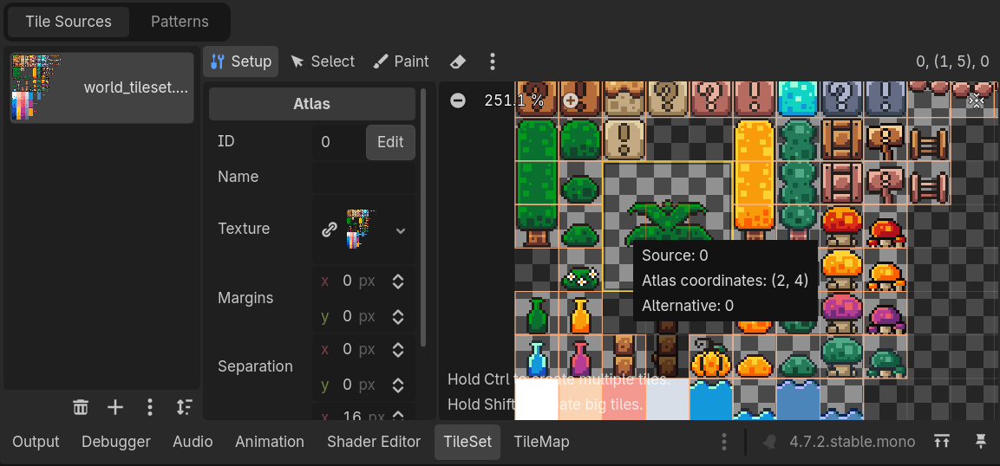 Tile Sources
Patterns
world_tileset....
Setup
Select
Paint
0, (1, 5), 0
Atlas
ID
0
Edit
Name
Texture
Margins
x 0 px
y 0 px
Separation
x 0 px
y 0 px
x 16 px
251.1 %
Source: 0
Atlas coordinates: (2, 4)
Alternative: 0
Hold Ctrl to create multiple tiles.
Hold Shift to create big tiles.
Output
Debugger
Audio
Animation
Shader Editor
TileSet
TileMap
4.7.2.stable.mono